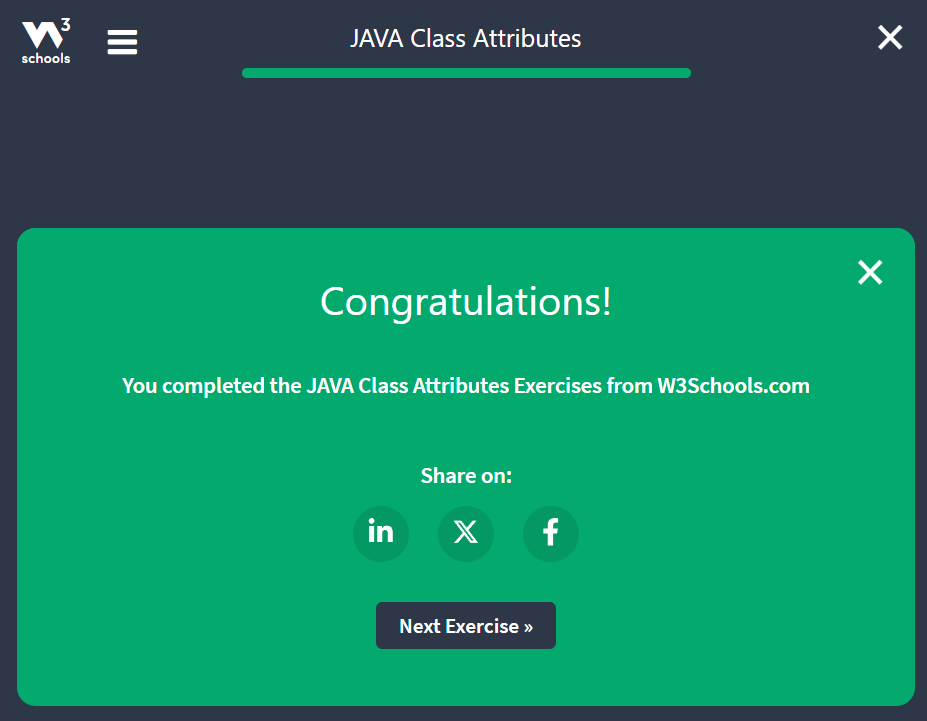 W3
schools
JAVA Class Attributes
Congratulations!
You completed the JAVA Class Attributes Exercises from W3Schools.com
Share on:
in
X
f
Next Exercise »